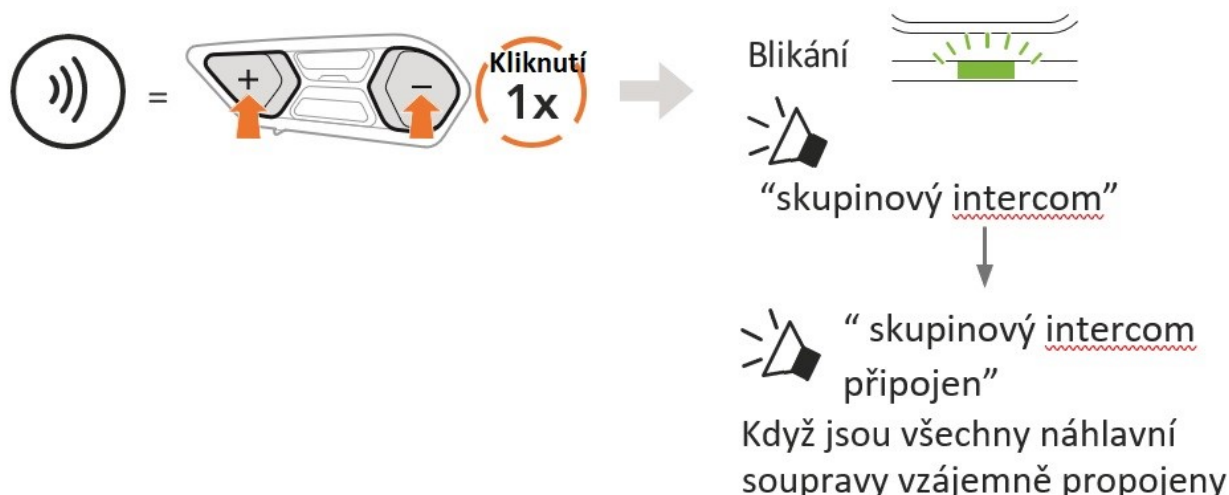 =
+
−
Kliknutí
1x
Blikání
“skupinový intercom”
“ skupinový intercom
připojen”
Když jsou všechny náhlavní
soupravy vzájemně propojeny